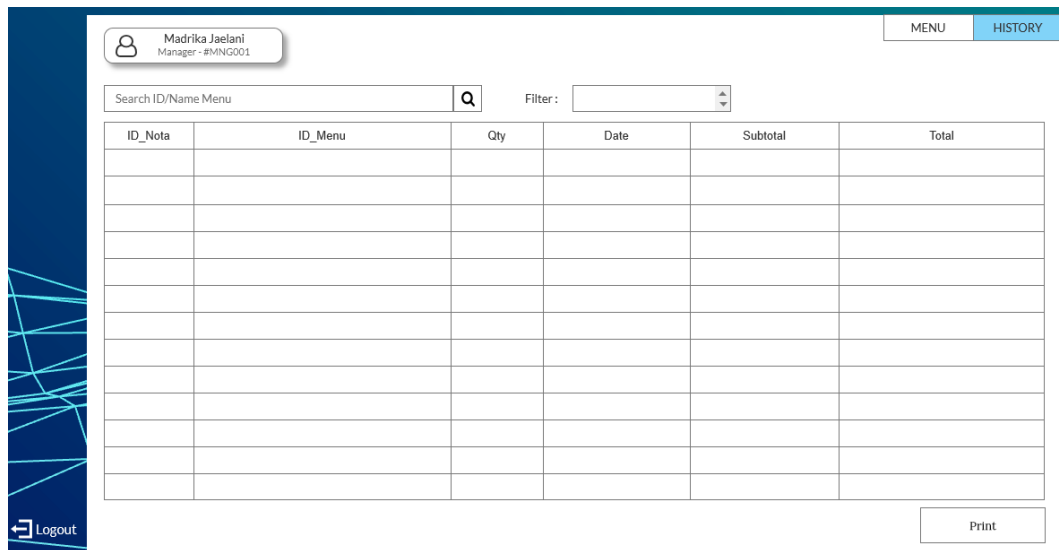 MENU
HISTORY
Madrika Jaelani
Manager - #MNG001
Search ID/Name Menu
Filter :
ID_Nota
ID_Menu
Qty
Date
Subtotal
Total
Logout
Print